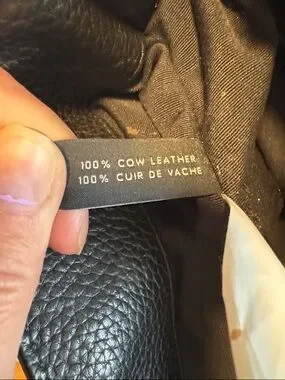 100% COW LEATHER
100% CUIR DE VACHE